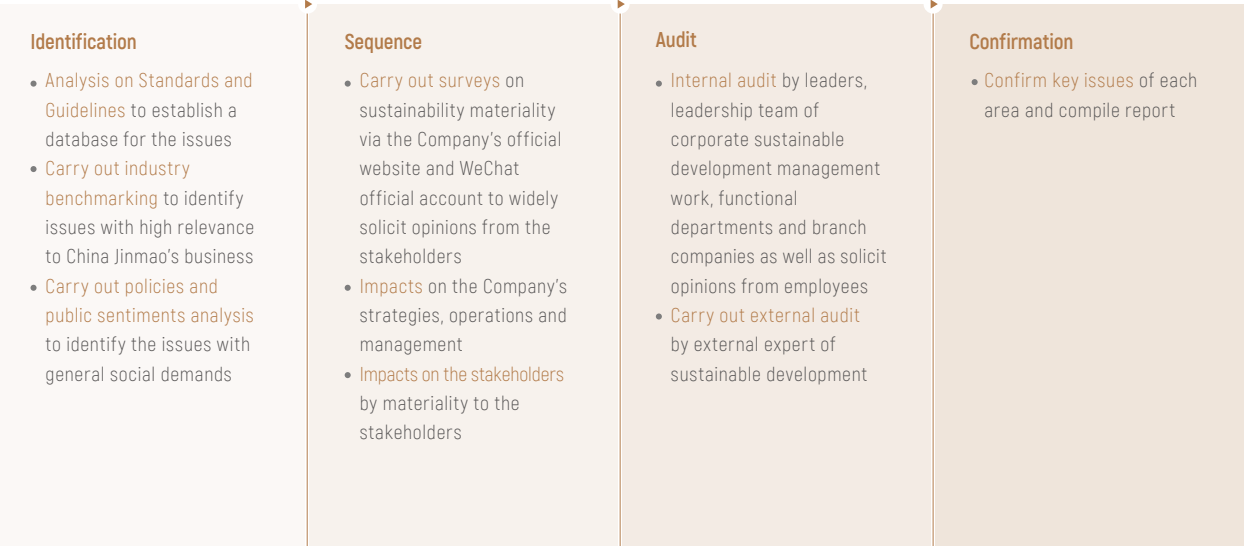 Identification
• Analysis on Standards and
Guidelines to establish a
database for the issues
• Carry out industry
benchmarking to identify
issues with high relevance
to China Jinmao's business
• Carry out policies and
public sentiments analysis
to identify the issues with
general social demands
Sequence
• Carry out surveys on
sustainability materiality
via the Company's official
website and WeChat
official account to widely
solicit opinions from the
stakeholders
• Impacts on the Company's
strategies, operations and
management
• Impacts on the stakeholders
by materiality to the
stakeholders
Audit
• Internal audit by leaders,
leadership team of
corporate sustainable
development management
work, functional
departments and branch
companies as well as solicit
opinions from employees
• Carry out external audit
by external expert of
sustainable development
Confirmation
• Confirm key issues of each
area and compile report